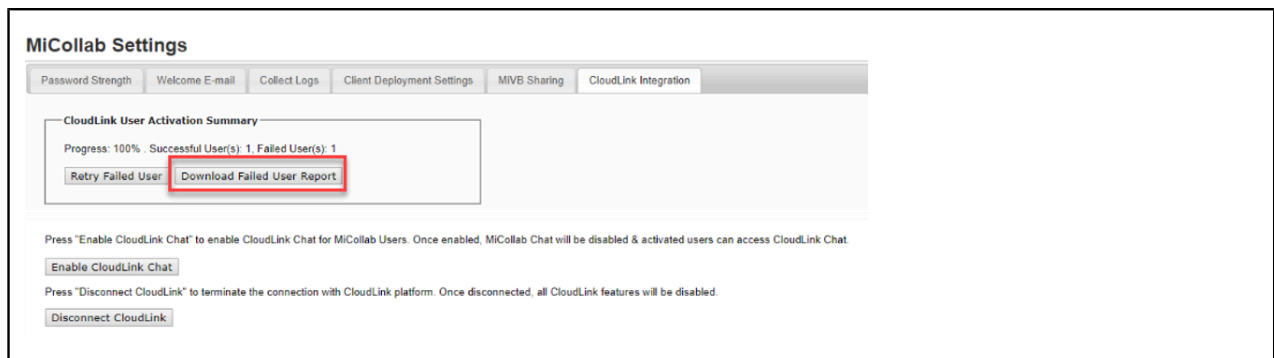 MiCollab Settings
Password Strength Welcome E-mail Collect Logs Client Deployment Settings MiVB Sharing CloudLink Integration
CloudLink User Activation Summary
Progress: 100% . Successful User(s): 1, Failed User(s): 1
Retry Failed User Download Failed User Report
Press "Enable CloudLink Chat" to enable CloudLink Chat for MiCollab Users. Once enabled, MiCollab Chat will be disabled & activated users can access CloudLink Chat.
Enable CloudLink Chat
Press "Disconnect CloudLink" to terminate the connection with CloudLink platform. Once disconnected, all CloudLink features will be disabled.
Disconnect CloudLink